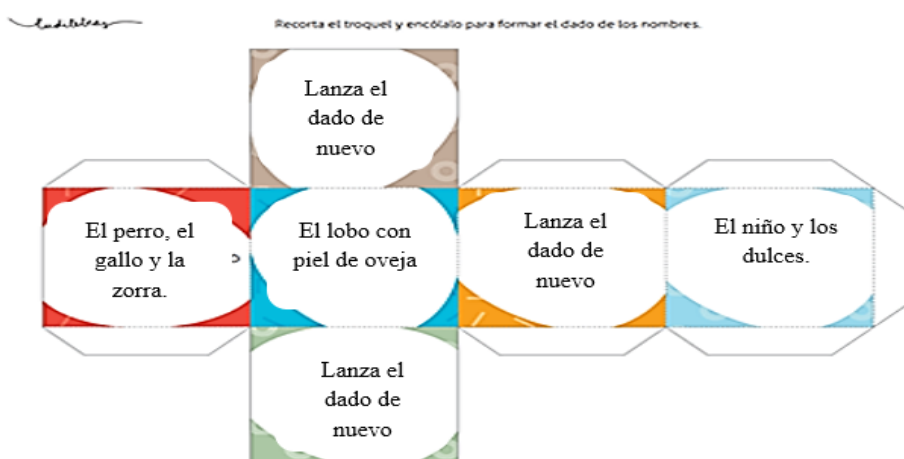 Recorta el troquel y encólalo para formar el dado de los nombres.
Lanza el
dado de
nuevo
El perro, el
gallo y la
zorra.
El lobo con
piel de oveja
Lanza el
dado de
nuevo
El niño y los
dulces.
Lanza el
dado de
nuevo